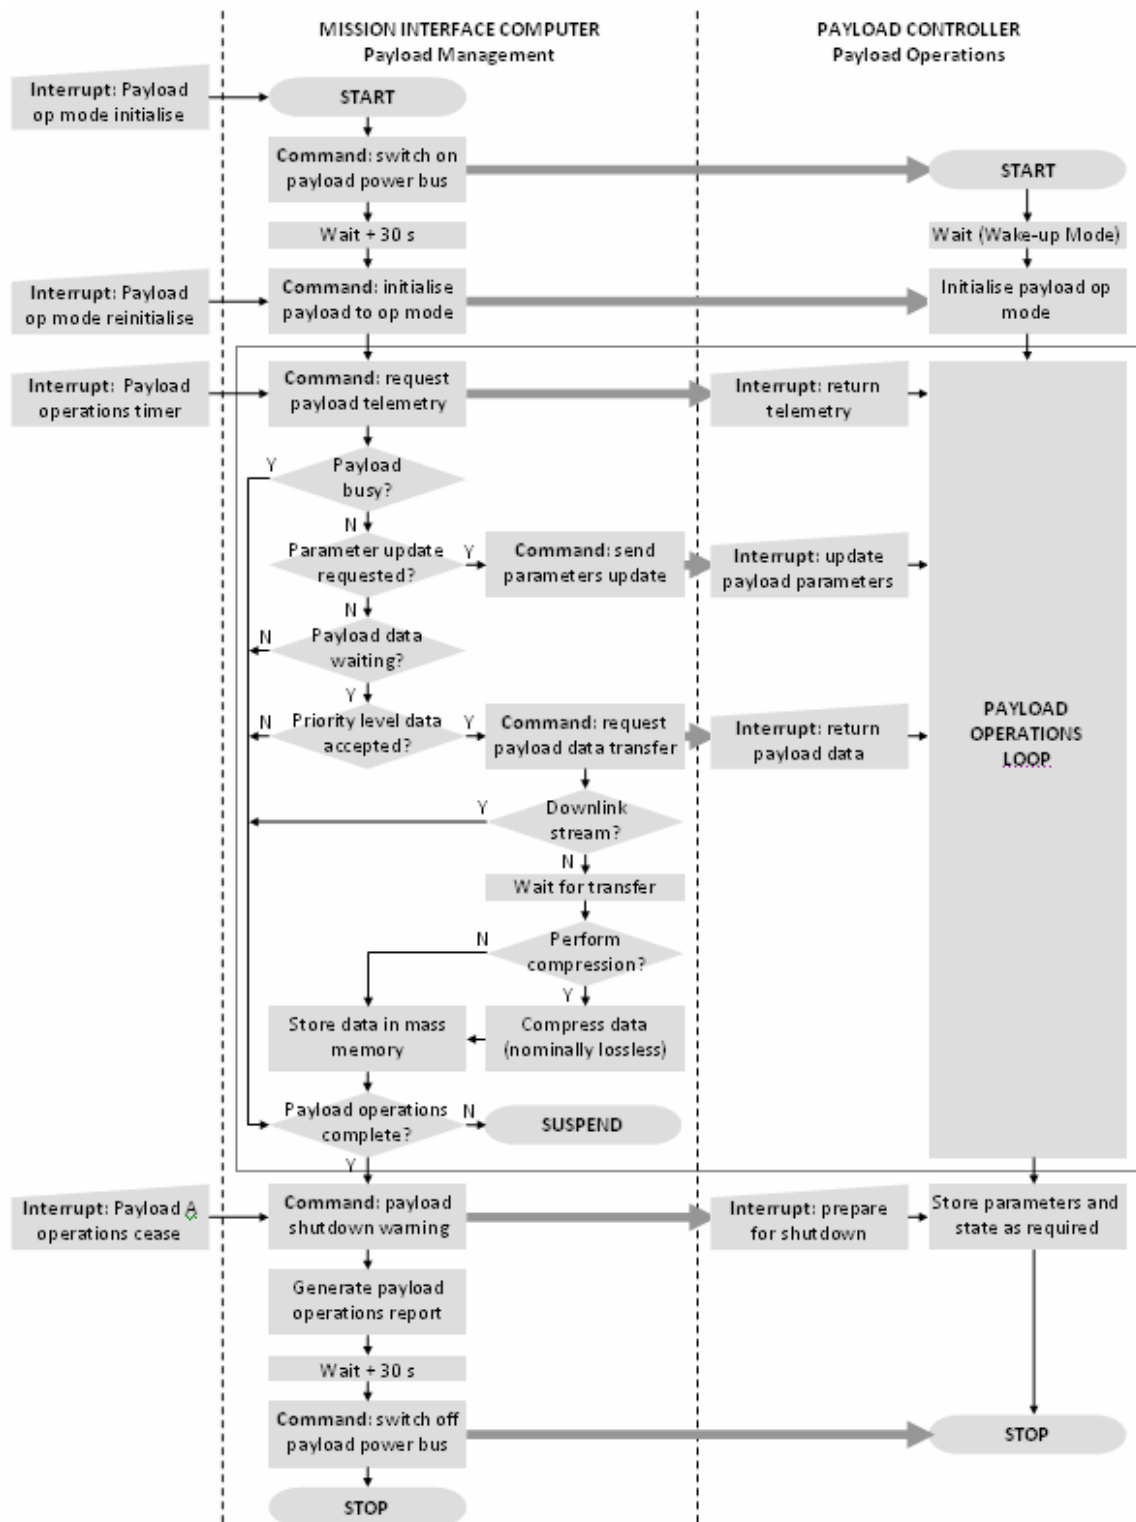 MISSION INTERFACE COMPUTER
Payload Management
PAYLOAD CONTROLLER
Payload Operations
Interrupt: Payload
op mode initialise
START
Command: switch on
payload power bus
START
Wait + 30 s
Wait (Wake-up Mode)
Interrupt: Payload
op mode reinitialise
Command: initialise
payload to op mode
Initialise payload op
mode
Interrupt: Payload
operations timer
Command: request
payload telemetry
Interrupt: return
telemetry
Y
Payload
busy?
N
Parameter update
requested?
Y
Command: send
parameters update
Interrupt: update
payload parameters
N
N
Payload data
waiting?
Y
N
Priority level data
accepted?
Y
Command: request
payload data transfer
Interrupt: return
payload data
PAYLOAD
OPERATIONS
LOOP
Y
Downlink
stream?
N
Wait for transfer
N
Perform
compression?
Y
Store data in mass
memory
Compress data
(nominally lossless)
Payload operations
complete?
N
SUSPEND
Y
Interrupt: Payload A
operations cease
Command: payload
shutdown warning
Interrupt: prepare
for shutdown
Store parameters and
state as required
Generate payload
operations report
Wait + 30 s
Command: switch off
payload power bus
STOP
STOP